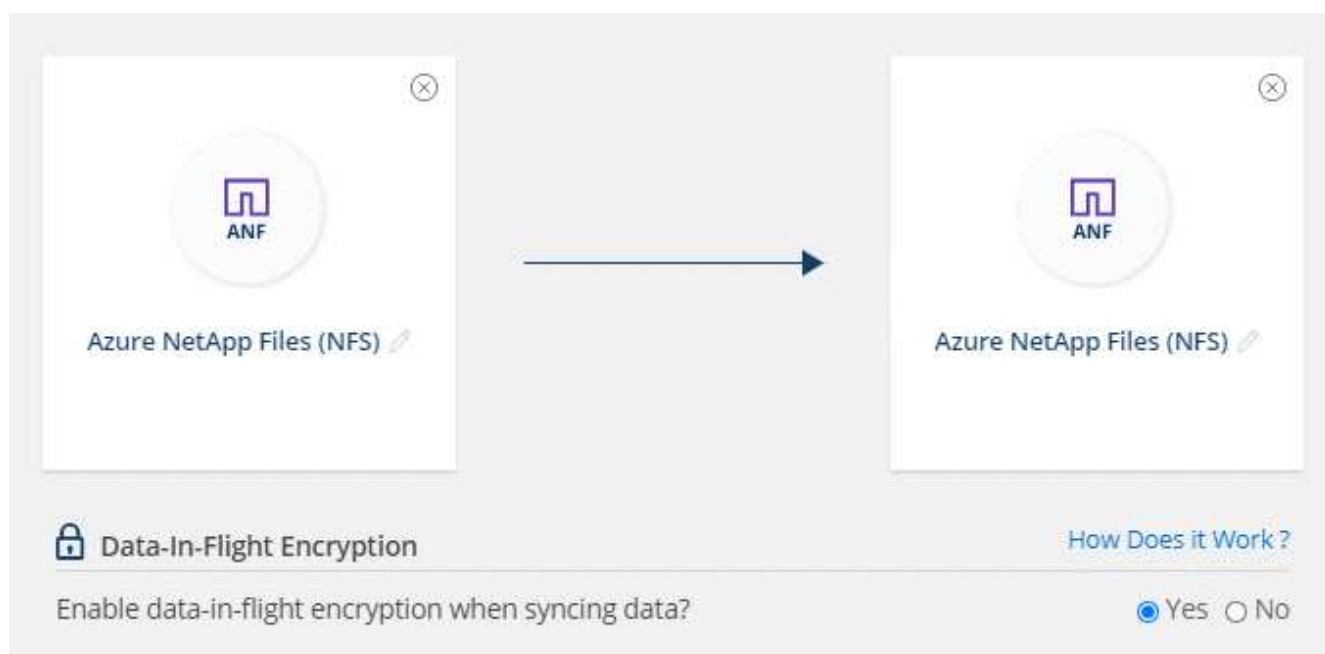 ANF
ANF
Azure NetApp Files (NFS)
Azure NetApp Files (NFS)
Data-In-Flight Encryption
How Does it Work ?
Enable data-in-flight encryption when syncing data?
Yes
No